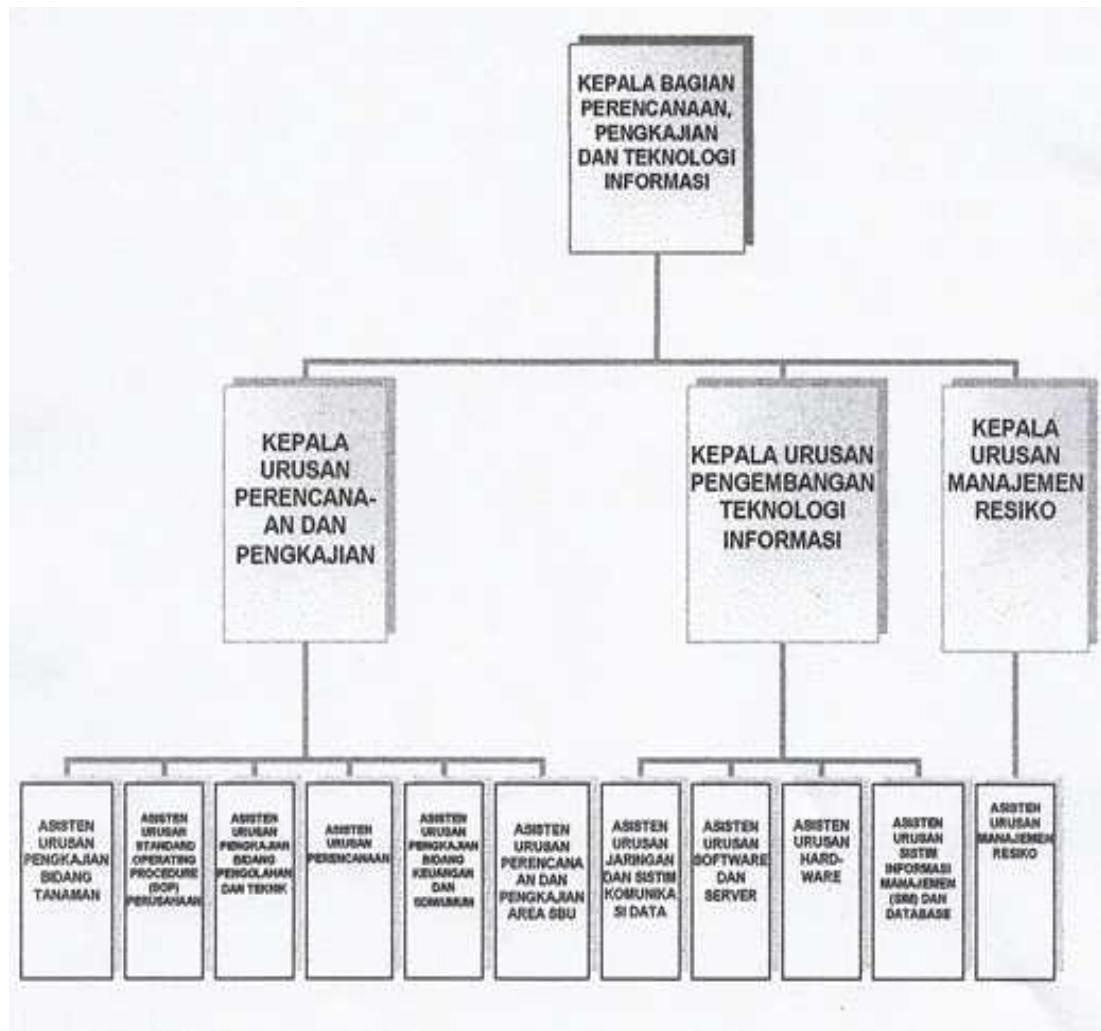 KEPALA BAGIAN
PERENCANAAN,
PENGKAJIAN
DAN TEKNOLOGI
INFORMASI
KEPALA
URUSAN
PERENCANA-
AN DAN
PENGKAJIAN
KEPALA URUSAN
PENGEMBANGAN
TEKNOLOGI
INFORMASI
KEPALA
URUSAN
MANAJEMEN
RESIKO
ASISTEN
URUSAN
PENGKAJIAN
BIDANG
TANAMAN
ASISTEN
URUSAN
STANDARD
OPERATING
PROCEDURE
(SOP)
PERUSAHAAN
ASISTEN
URUSAN
PENGKAJIAN
BIDANG
PENGOLAHAN
DAN TEKNIK
ASISTEN
URUSAN
PERENCANAAN
ASISTEN
URUSAN
PENGKAJIAN
BIDANG
KEUANGAN
DAN
ASISTEN
URUSAN
PERENCANA
AN DAN
PENGKAJIAN
AREA SBU
ASISTEN
URUSAN
JARINGAN
DAN SISTIM
KOMUNIKA
SI DATA
ASISTEN
URUSAN
SOFTWARE
DAN
SERVER
ASISTEN
URUSAN
HARD-
WARE
ASISTEN
URUSAN
SISTIM
INFORMASI
MANAJEMEN
(SIM) DAN
DATABASE
ASISTEN
URUSAN
MANAJEMEN
RESIKO